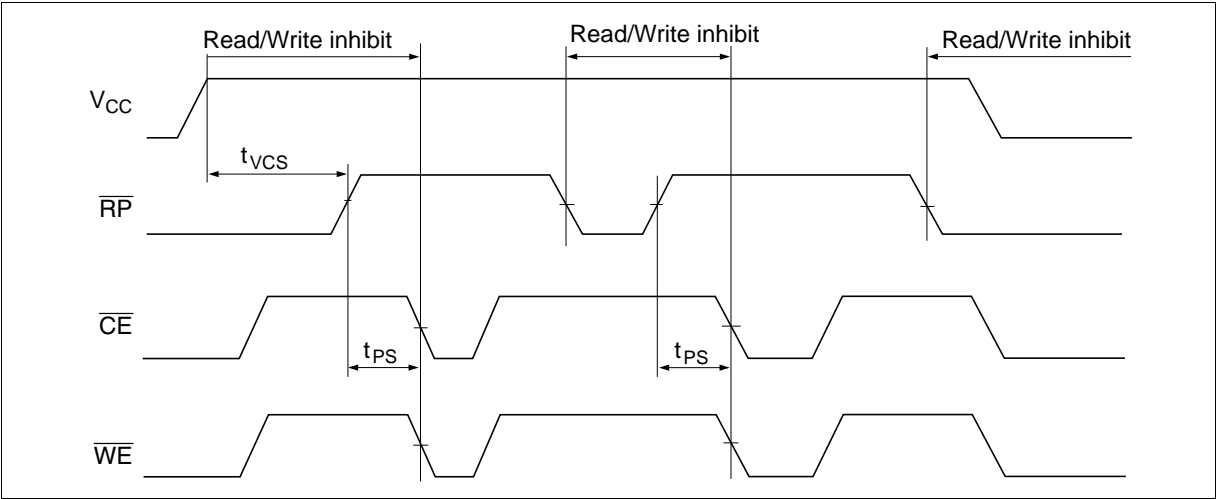 Read/Write inhibit
Read/Write inhibit
Read/Write inhibit
VCC
tVCS
RP
CE
tPS
tPS
WE